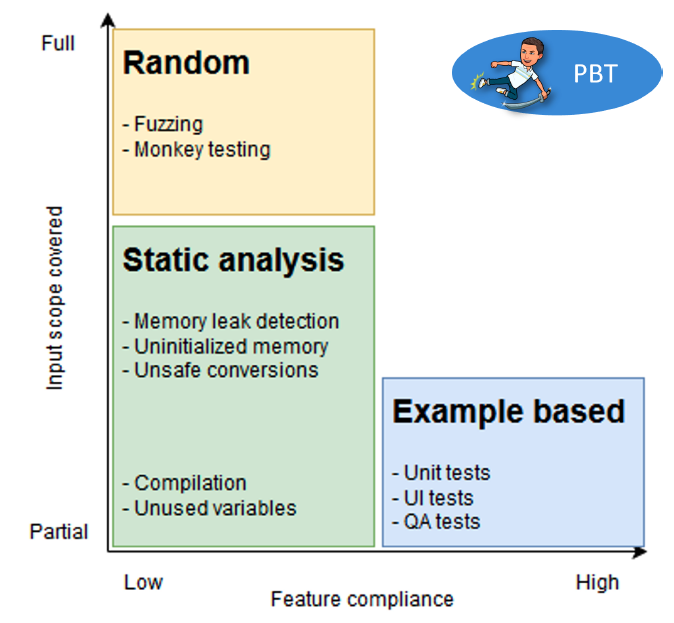 Full
Random
- Fuzzing
- Monkey testing
PBT
Input scope covered
Static analysis
- Memory leak detection
- Uninitialized memory
- Unsafe conversions
- Compilation
- Unused variables
Example based
- Unit tests
- UI tests
- QA tests
Partial
Low
High
Feature compliance